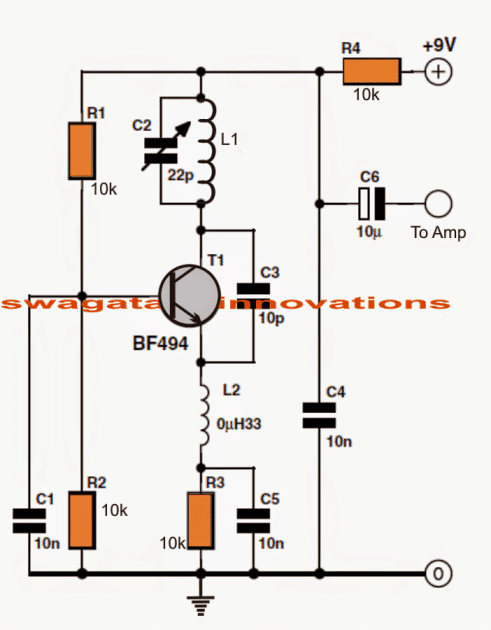 R4
+9V
10k
R1
C2
L1
10k
22p
C6
10µ
To Amp
T1
C3
swagatam innovations
10p
BF494
L2
0µH33
C4
10n
R2
R3
C1
10k
C5
10n
10k
10n
0